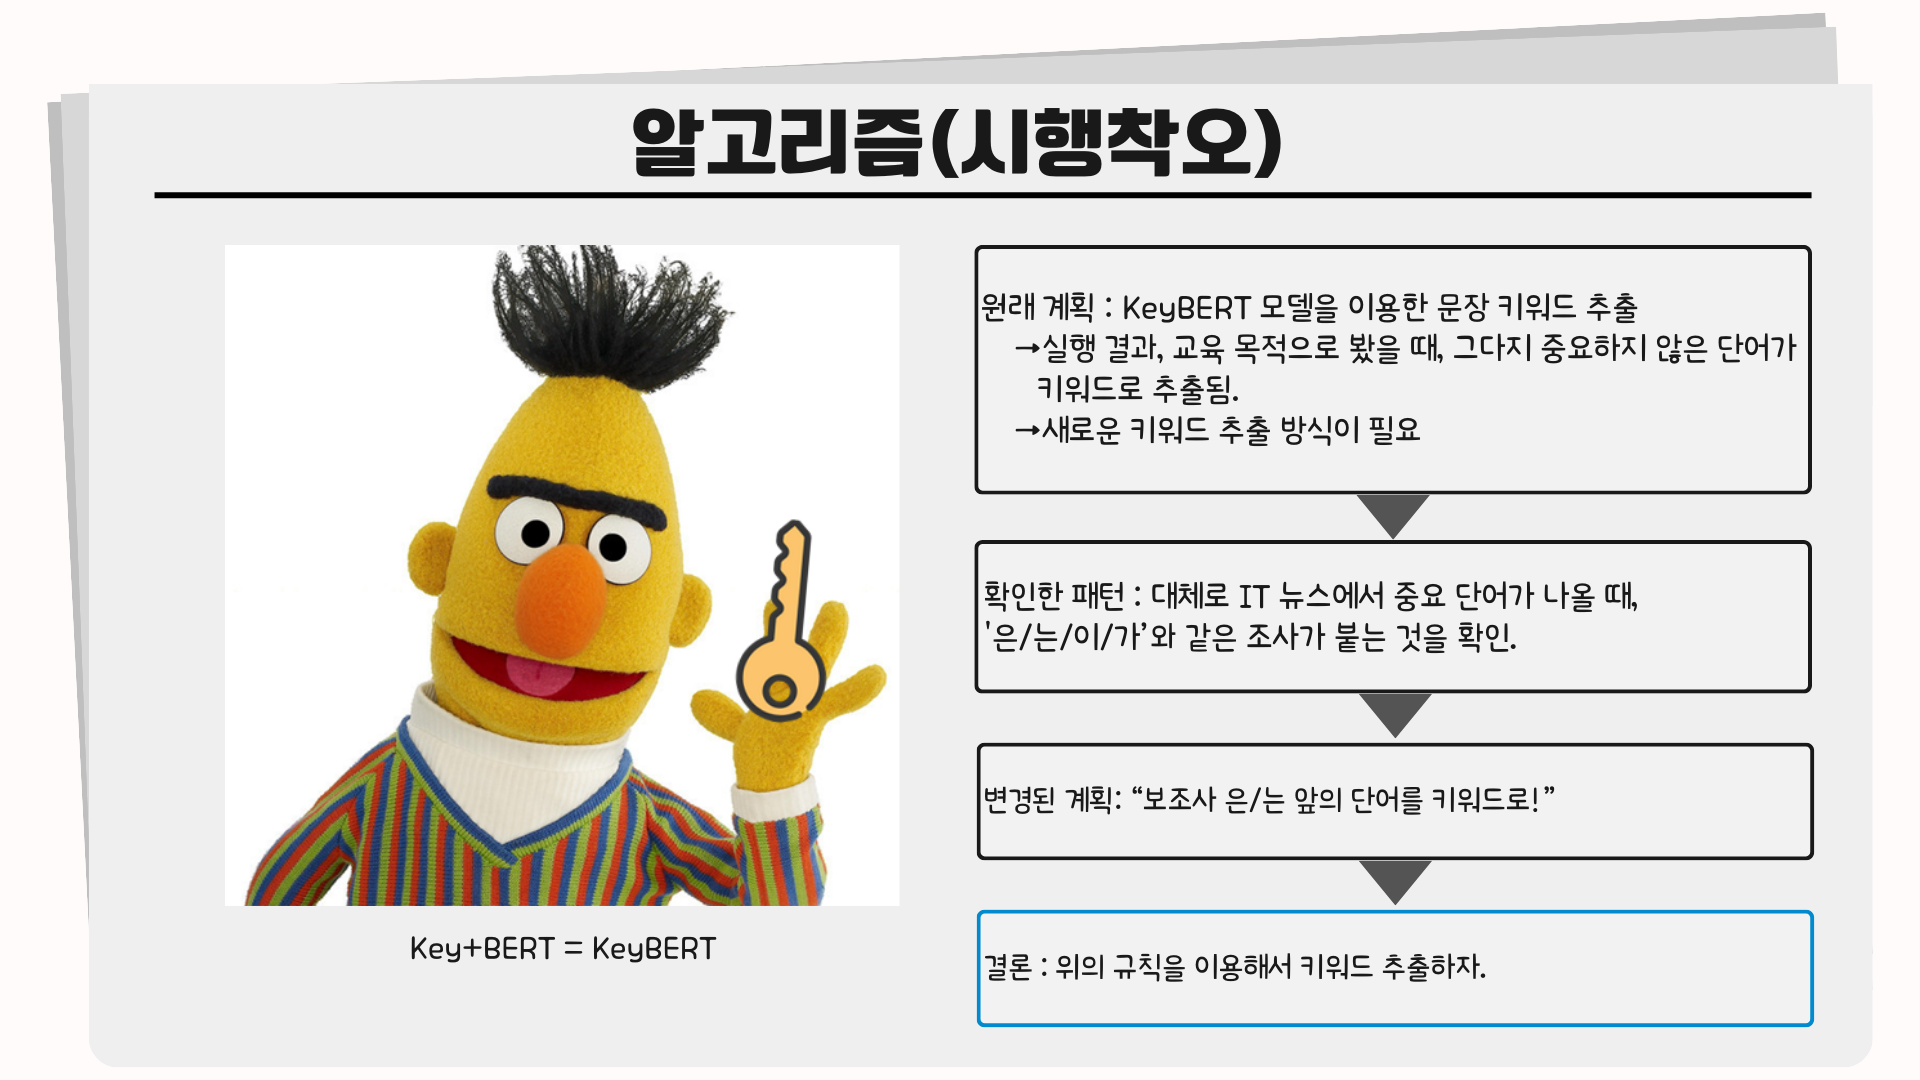 알고리즘(시행착오)
원래 계획 : KeyBERT 모델을 이용한 문장 키워드 추출
→실행 결과, 교육 목적으로 봤을 때, 그다지 중요하지 않은 단어가
키워드로 추출됨.
→새로운 키워드 추출 방식이 필요
확인한 패턴 : 대체로 IT 뉴스에서 중요 단어가 나올 때,
'은/는/이/가’와 같은 조사가 붙는 것을 확인.
변경된 계획: “보조사 은/는 앞의 단어를 키워드로!”
결론 : 위의 규칙을 이용해서 키워드 추출하자.
Key+BERT = KeyBERT